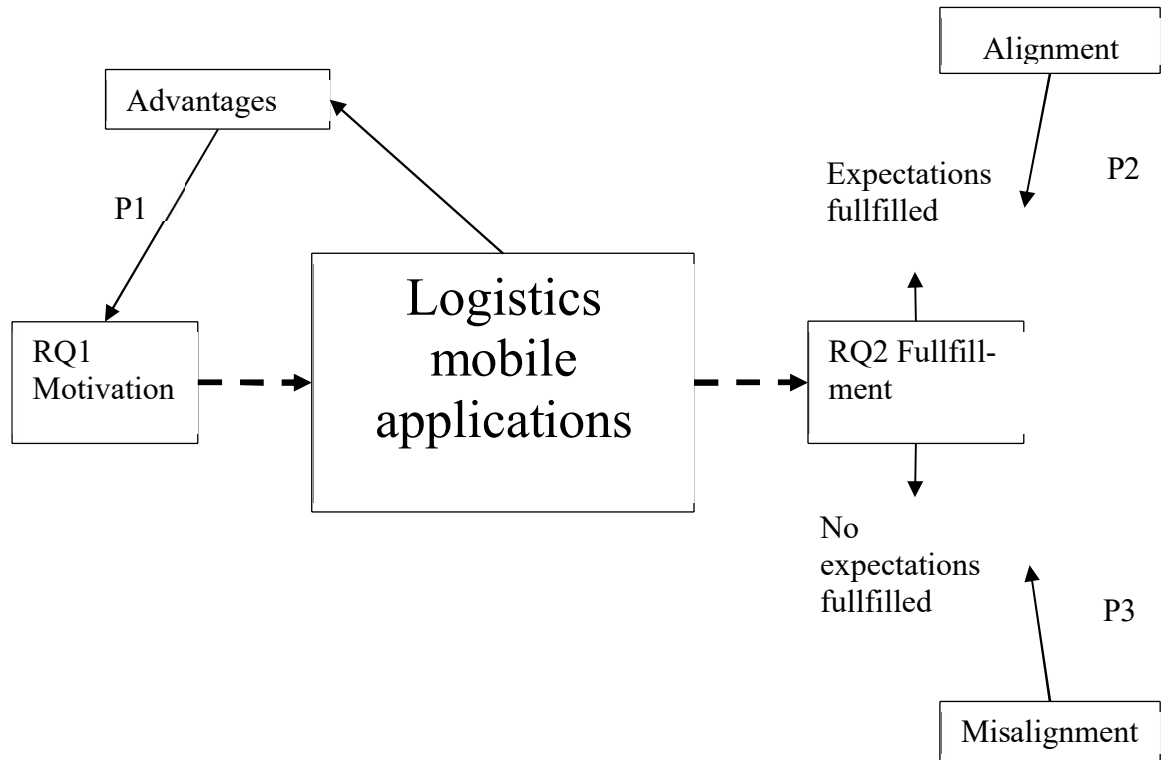 Alignment
Advantages
P1
Expectations
fullfilled
P2
Logistics
mobile
applications
RQ1
Motivation
RQ2 Fullfill-
ment
No
expectations
fullfilled
P3
Misalignment